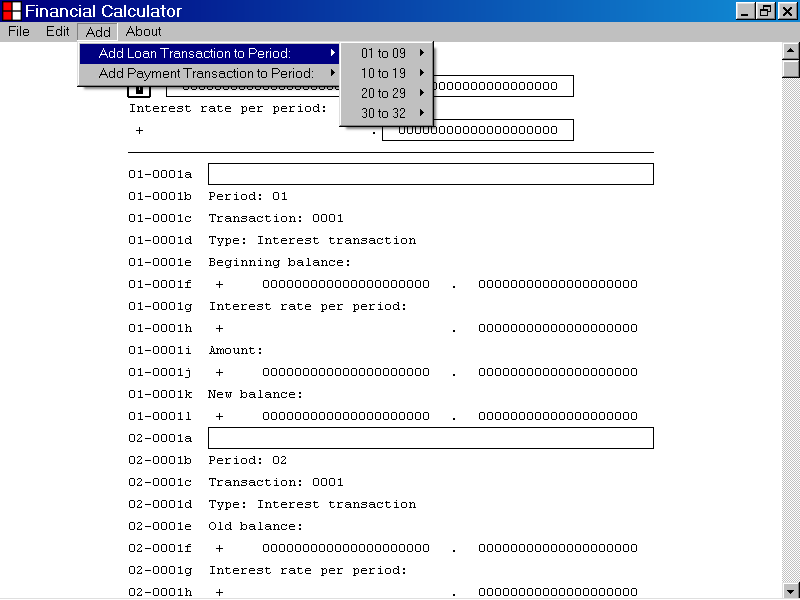 Financial Calculator
File Edit Add About
Add Loan Transaction to Period:
Add Payment Transaction to Period:
01 to 09
10 to 19
20 to 29
30 to 32
Interest rate per period:
+ . 00000000000000000000
01-0001a
01-0001b Period: 01
01-0001c Transaction: 0001
01-0001d Type: Interest transaction
01-0001e Beginning balance:
01-0001f + 000000000000000000000 . 00000000000000000000
01-0001g Interest rate per period:
01-0001h + . 00000000000000000000
01-0001i Amount:
01-0001j + 000000000000000000000 . 00000000000000000000
01-0001k New balance:
01-0001l + 000000000000000000000 . 00000000000000000000
02-0001a
02-0001b Period: 02
02-0001c Transaction: 0001
02-0001d Type: Interest transaction
02-0001e Old balance:
02-0001f + 000000000000000000000 . 00000000000000000000
02-0001g Interest rate per period:
02-0001h + . 00000000000000000000